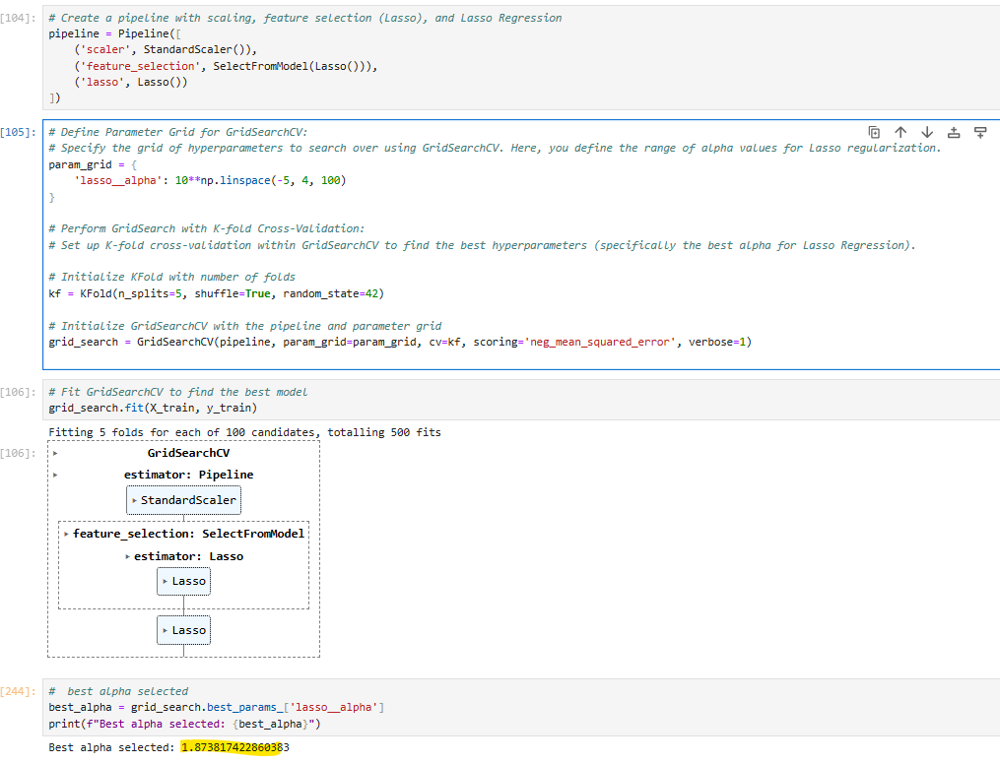 [104]:
# Create a pipeline with scaling, feature selection (Lasso), and Lasso Regression
pipeline = Pipeline([
    ('scaler', StandardScaler()),
    ('feature_selection', SelectFromModel(Lasso())),
    ('lasso', Lasso())
])
[105]:
# Define Parameter Grid for GridSearchCV:
# Specify the grid of hyperparameters to search over using GridSearchCV. Here, you define the range of alpha values for Lasso regularization.
param_grid = {
    'lasso__alpha': 10**np.linspace(-5, 4, 100)
}
# Perform GridSearch with K-fold Cross-Validation:
# Set up K-fold cross-validation within GridSearchCV to find the best hyperparameters (specifically the best alpha for Lasso Regression).
# Initialize KFold with number of folds
kf = KFold(n_splits=5, shuffle=True, random_state=42)
# Initialize GridSearchCV with the pipeline and parameter grid
grid_search = GridSearchCV(pipeline, param_grid=param_grid, cv=kf, scoring='neg_mean_squared_error', verbose=1)
[106]:
# Fit GridSearchCV to find the best model
grid_search.fit(X_train, y_train)
Fitting 5 folds for each of 100 candidates, totalling 500 fits
[106]:
GridSearchCV
estimator: Pipeline
StandardScaler
feature_selection: SelectFromModel
estimator: Lasso
Lasso
Lasso
[244]:
#  best alpha selected
best_alpha = grid_search.best_params_['lasso__alpha']
print(f"Best alpha selected: {best_alpha}")
Best alpha selected: 1.873817422860383